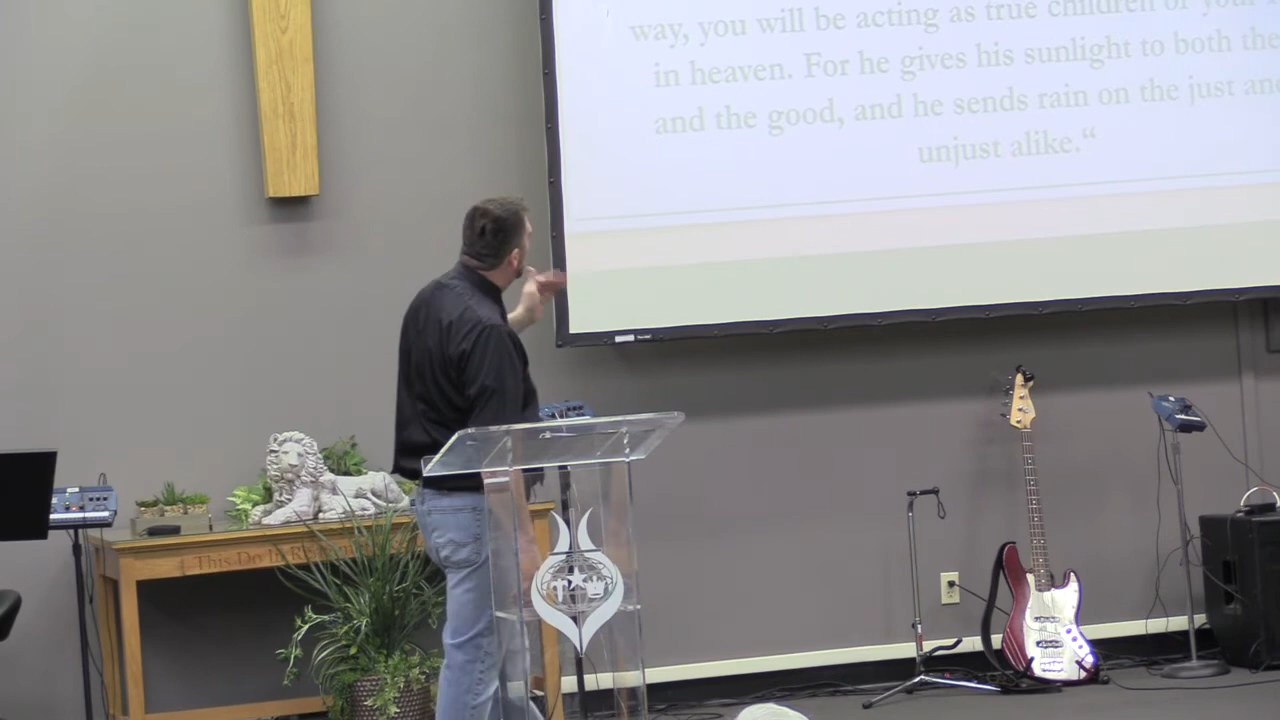 way, you will be acting as true children of your
in heaven. For he gives his sunlight to both the
and the good, and he sends rain on the just and
unjust alike.“
This Do In